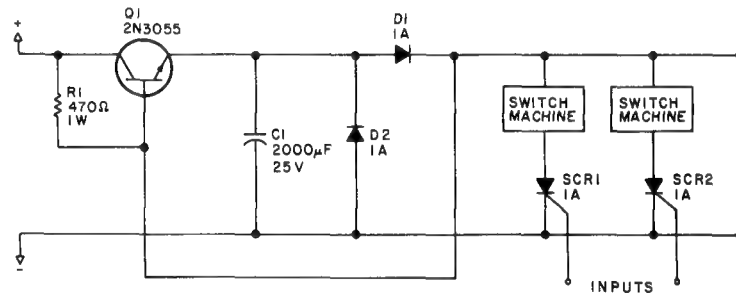 Q1
2N3055
+
R1
470Ω
1W
C1
2000µF
25V
D2
1A
D1
1A
SWITCH
MACHINE
SWITCH
MACHINE
SCR1
1A
SCR2
1A
-
INPUTS